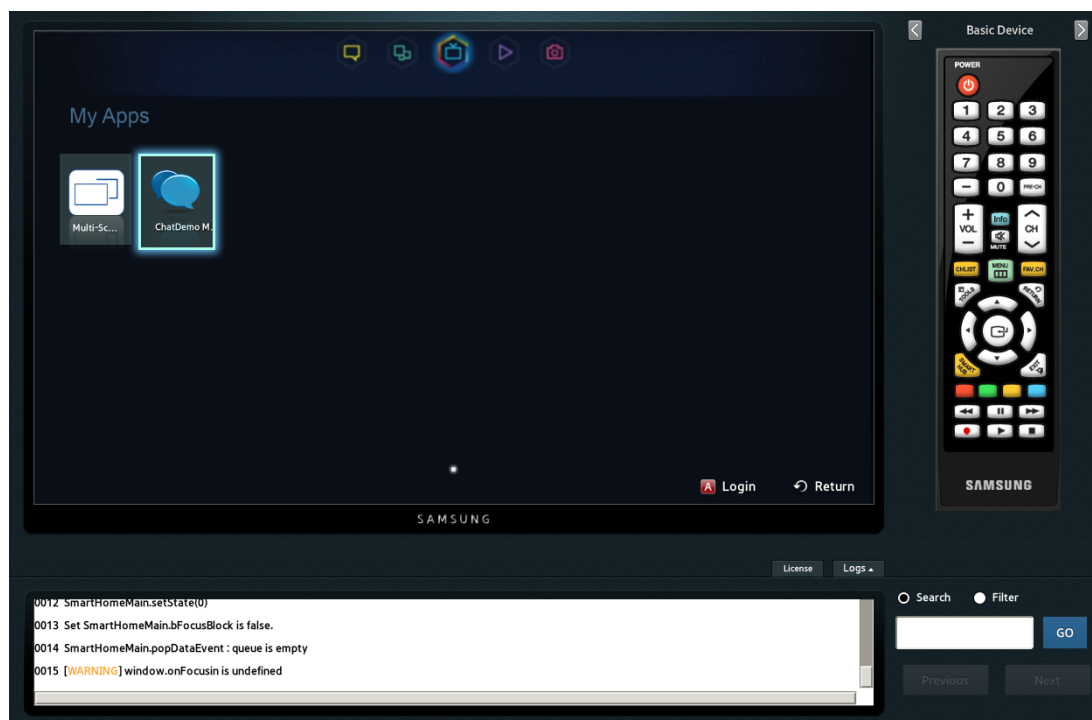 Basic Device
My Apps
Multi-Sc...
ChatDemo M.
A Login
Return
SAMSUNG
POWER
1 2 3
4 5 6
7 8 9
- 0 PRE-CH
+ VOL -
Info
MUTE
CH
CHLIST
MENU
FAV.CH
TOOLS
RETURN
SMART HUB
EXIT
SAMSUNG
License
Logs
0012 SmartHomeMain.setState(0)
0013 Set SmartHomeMain.bFocusBlock is false.
0014 SmartHomeMain.popDataEvent : queue is empty
0015 [WARNING] window.onFocusin is undefined
Search
Filter
GO
Previous
Next